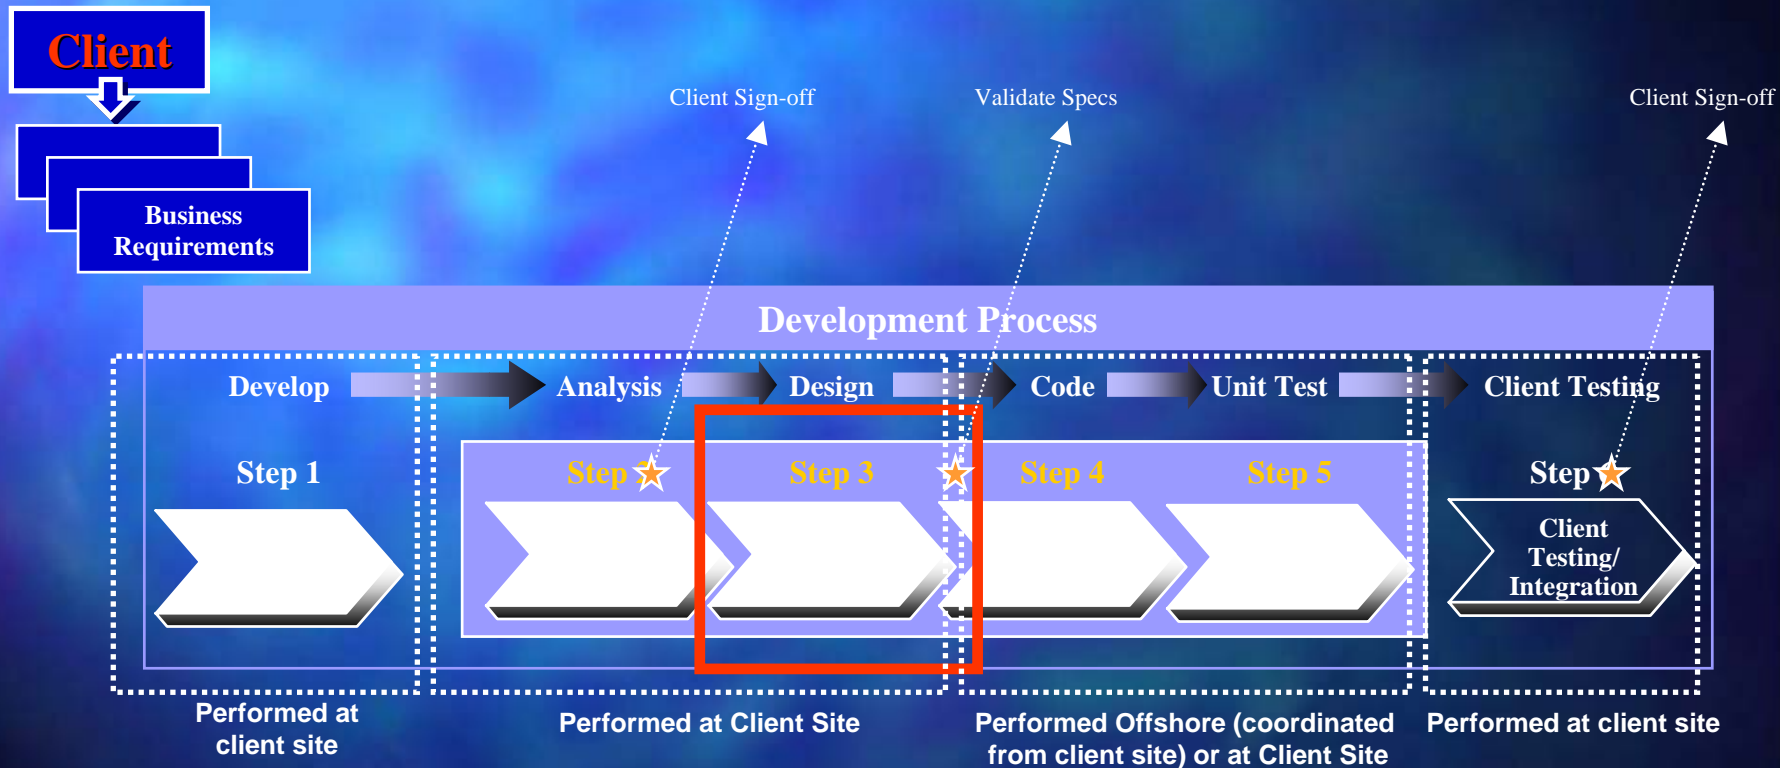 Client
Client Sign-off
Validate Specs
Client Sign-off
Business
Requirements
Development Process
Develop
Analysis
Design
Code
Unit Test
Client Testing
Step 1
Step 2
Step 3
Step 4
Step 5
Step
Client
Testing/
Integration
Performed at
client site
Performed at Client Site
Performed Offshore (coordinated
from client site) or at Client Site
Performed at client site